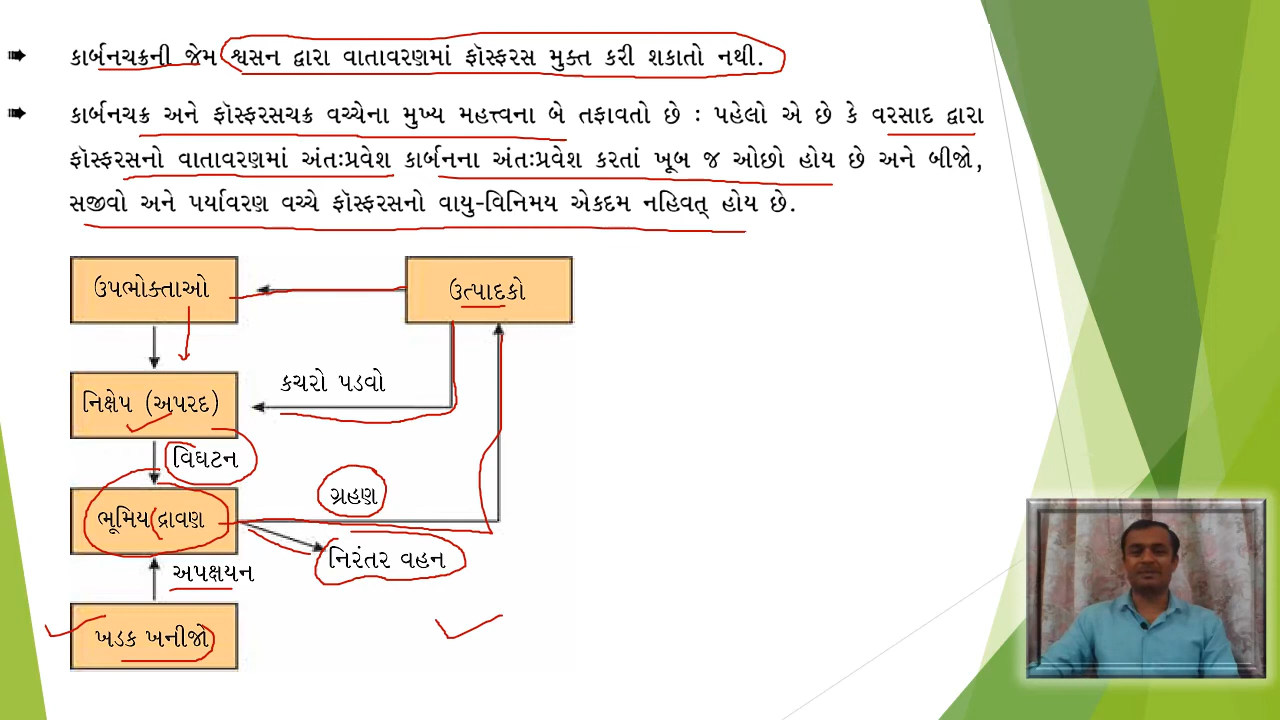 કાર્બનચક્રની જેમ શ્વસન દ્વારા વાતાવરણમાં ફૉસ્ફરસ મુક્ત કરી શકાતો નથી.
કાર્બનચક્ર અને ફૉસ્ફરસચક્ર વચ્ચેના મુખ્ય મહત્ત્વના બે તફાવતો છે : પહેલો એ છે કે વરસાદ દ્વારા
ફૉસ્ફરસનો વાતાવરણમાં અંતઃપ્રવેશ કાર્બનના અંતઃપ્રવેશ કરતાં ખૂબ જ ઓછો હોય છે અને બીજો,
સજીવો અને પર્યાવરણ વચ્ચે ફૉસ્ફરસનો વાયુ-વિનિમય એકદમ નહિવત્ હોય છે.
ઉપભોક્તાઓ
ઉત્પાદકો
કચરો પડવો
નિક્ષેપ (અપરદ)
વિઘટન
ગ્રહણ
ભૂમિય દ્રાવણ
નિરંતર વહન
અપક્ષયન
ખડક ખનીજો